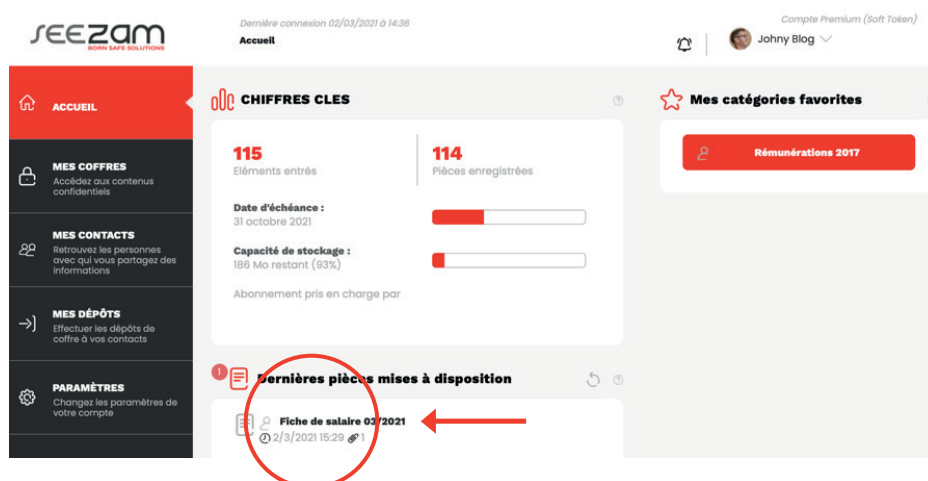 SEEZAM
BORN SAFE SOLUTIONS
Dernière connexion 02/03/2021 à 14:36
Accueil
Compte Premium (Soft Token)
Johny Blog
ACCUEIL
MES COFFRES
Accédez aux contenus
confidentiels
MES CONTACTS
Retrouvez les personnes
avec qui vous partagez des
informations
MES DÉPÔTS
Effectuer les dépôts de
coffre à vos contacts
PARAMÈTRES
Changez les paramètres de
votre compte
CHIFFRES CLES
?
115
Eléments entrés
114
Pièces enregistrées
Date d'échéance :
31 octobre 2021
Capacité de stockage :
186 Mo restant (93%)
Abonnement pris en charge par
1
Dernières pièces mises à disposition
?
Fiche de salaire 03/2021
2/3/2021 15:29 1
Mes catégories favorites
Rémunérations 2017